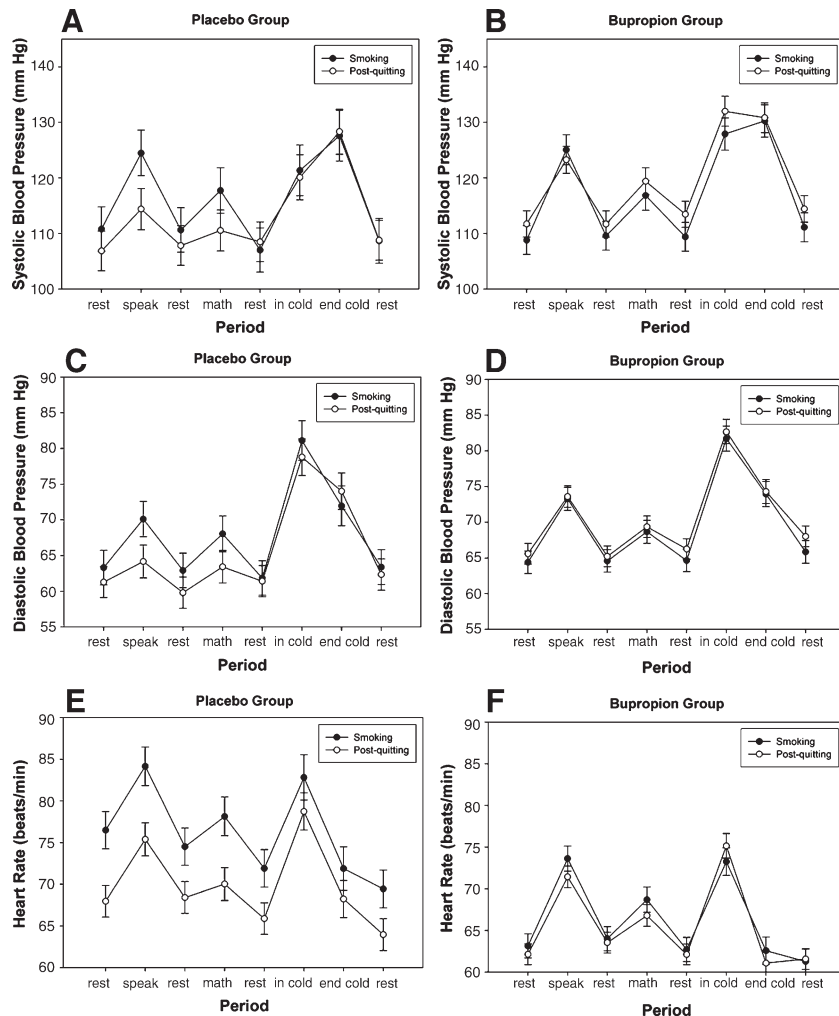 A
Placebo Group
Systolic Blood Pressure (mm Hg)
140
130
120
110
100
Smoking
Post-quitting
rest speak rest math rest in cold end cold rest
Period
B
Bupropion Group
Systolic Blood Pressure (mm Hg)
140
130
120
110
100
Smoking
Post-quitting
rest speak rest math rest in cold end cold rest
Period
C
Placebo Group
Diastolic Blood Pressure (mm Hg)
90
85
80
75
70
65
63
55
Smoking
Post-quitting
rest speak rest math rest in cold end cold rest
Period
D
Bupropion Group
Diastolic Blood Pressure (mm Hg)
90
85
80
75
70
65
60
55
Smoking
Post-quitting
rest speak rest math rest in cold end cold rest
Period
E
Placebo Group
Heart Rate (beats/min)
90
85
80
75
70
65
60
Smoking
Post-quitting
rest speak rest math rest in cold end cold rest
Period
F
Bupropion Group
Heart Rate (beats/min)
90
85
80
75
70
65
60
Smoking
Post-quitting
rest speak rest math rest in cold end cold rest
Period